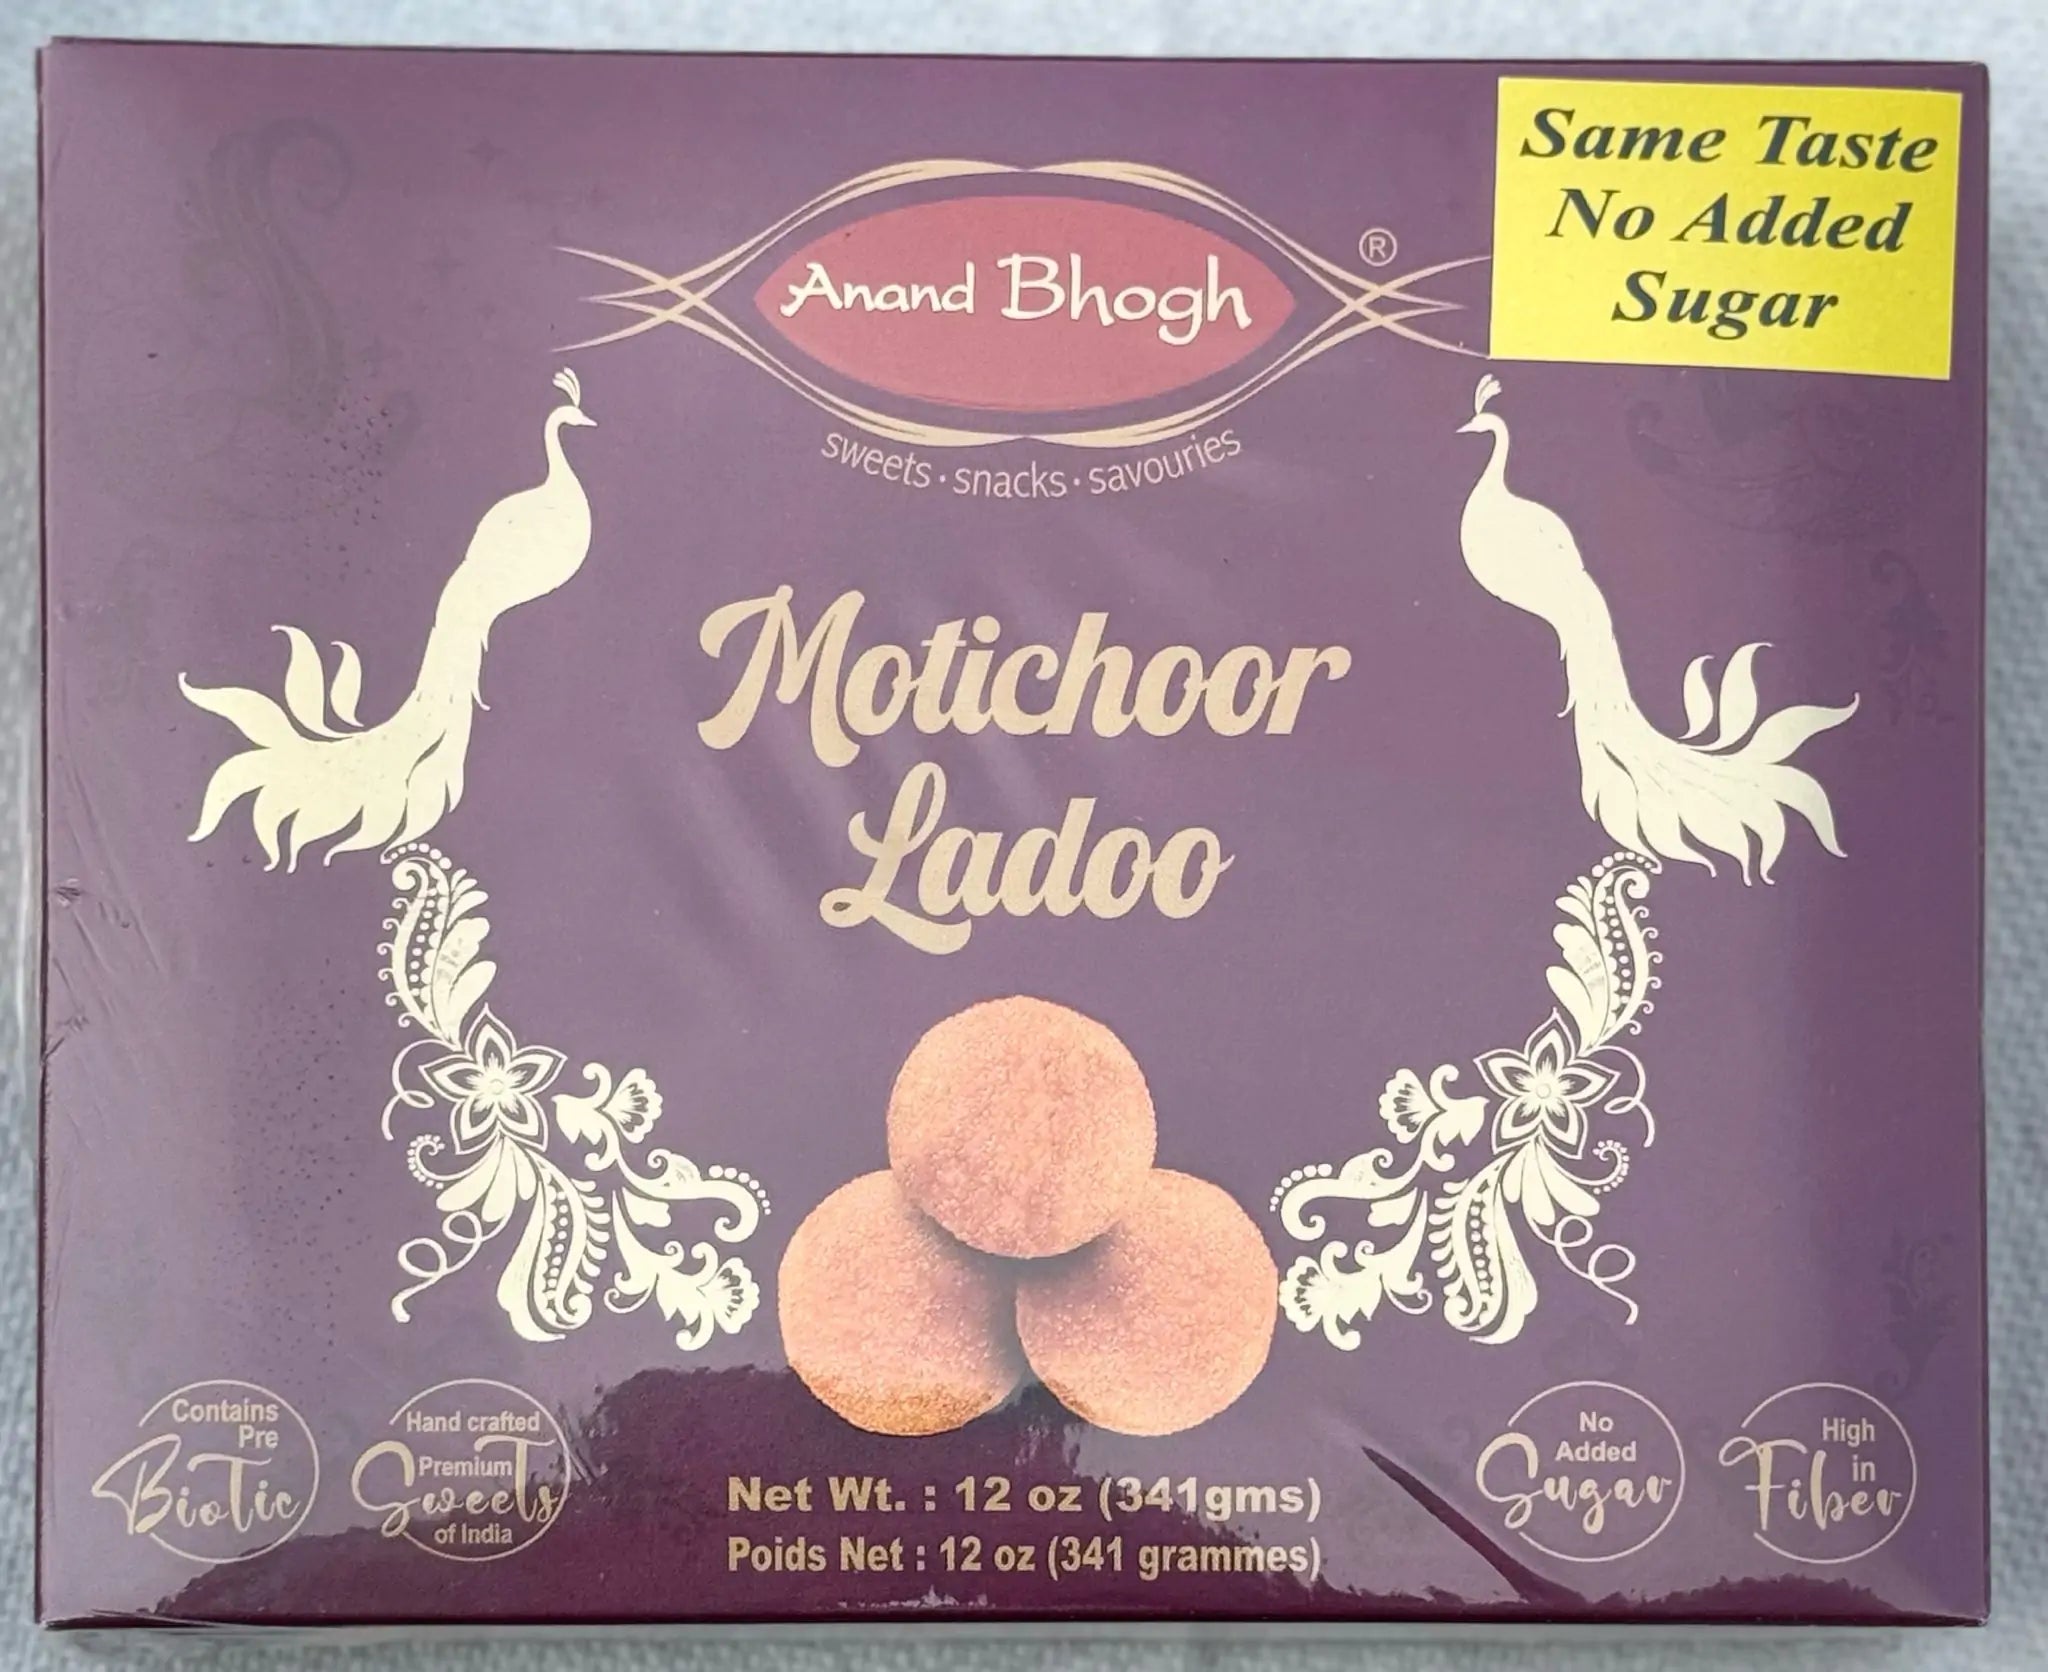 Same Taste
No Added
Sugar
Anand Bhogh
®
sweets · snacks · savouries
Motichoor
Ladoo
Contains
Pre
Biotic
Hand crafted
Premium
Sweets
of India
Net Wt. : 12 oz (341gms)
Poids Net : 12 oz (341 grammes)
No
Added
Sugar
High
in
Fiber